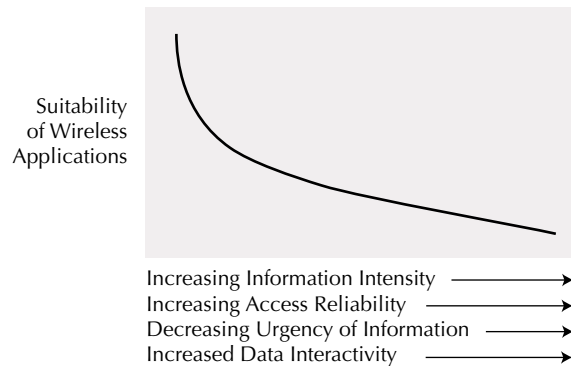 Suitability
of Wireless
Applications
Increasing Information Intensity
Increasing Access Reliability
Decreasing Urgency of Information
Increased Data Interactivity